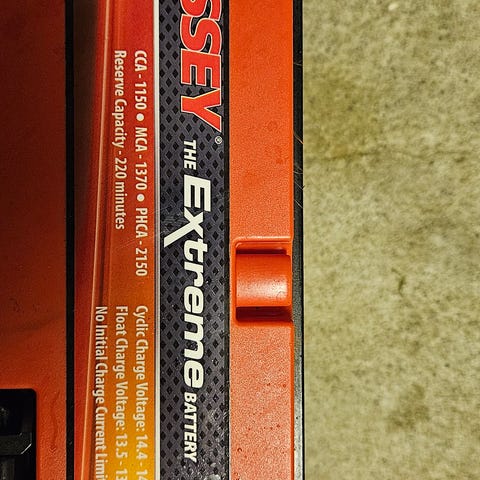 SSEY®
THE Extreme BATTERY
CCA - 1150 • MCA - 1370 • PHCA - 2150
Reserve Capacity - 220 minutes
Cyclic Charge Voltage: 14.4 - 14
Float Charge Voltage: 13.5 - 13
No Initial Charge Current Limi